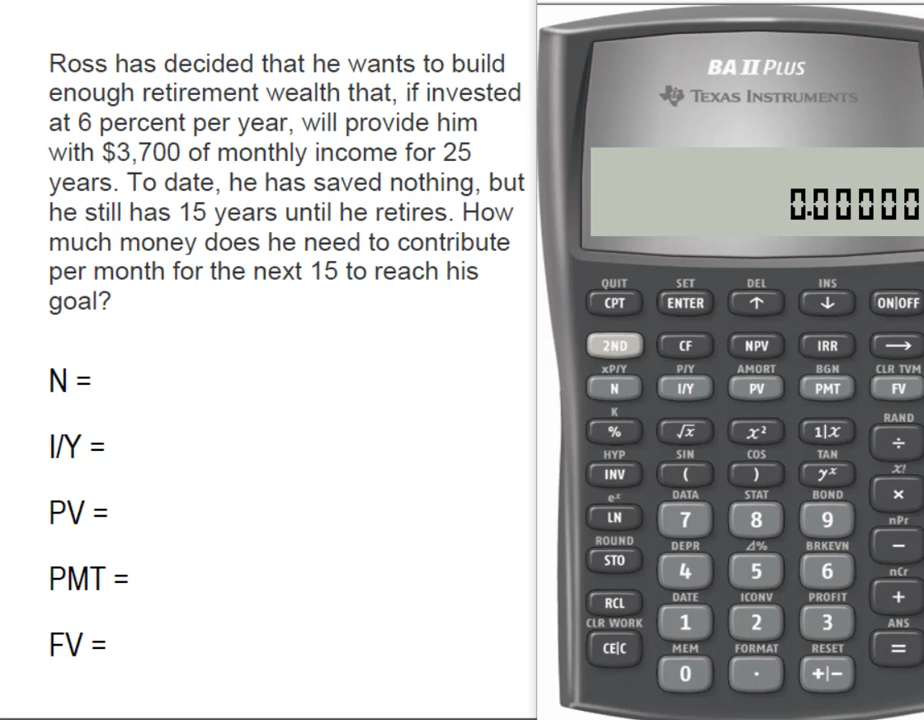 Ross has decided that he wants to build
enough retirement wealth that, if invested
at 6 percent per year, will provide him
with $3,700 of monthly income for 25
years. To date, he has saved nothing, but
he still has 15 years until he retires. How
much money does he need to contribute
per month for the next 15 to reach his
goal?
N =
I/Y =
PV =
PMT =
FV =
BA II PLUS
TEXAS INSTRUMENTS
0.00000
QUIT SET DEL INS
CPT ENTER ↑ ↓ ON|OFF
2ND CF NPV IRR →
xP/Y P/Y AMORT BGN CLR TVM
N I/Y PV PMT FV
K RAND
% √x x² 1|x ÷
HYP SIN COS TAN x!
INV ( ) yˣ ×
eˣ DATA STAT BOND nPr
LN 7 8 9 −
ROUND DEPR Δ% BRKEVN nCr
STO 4 5 6 +
DATE ICONV PROFIT
RCL 1 2 3
CLR WORK MEM FORMAT RESET ANS
CE|C 0 . +|− =